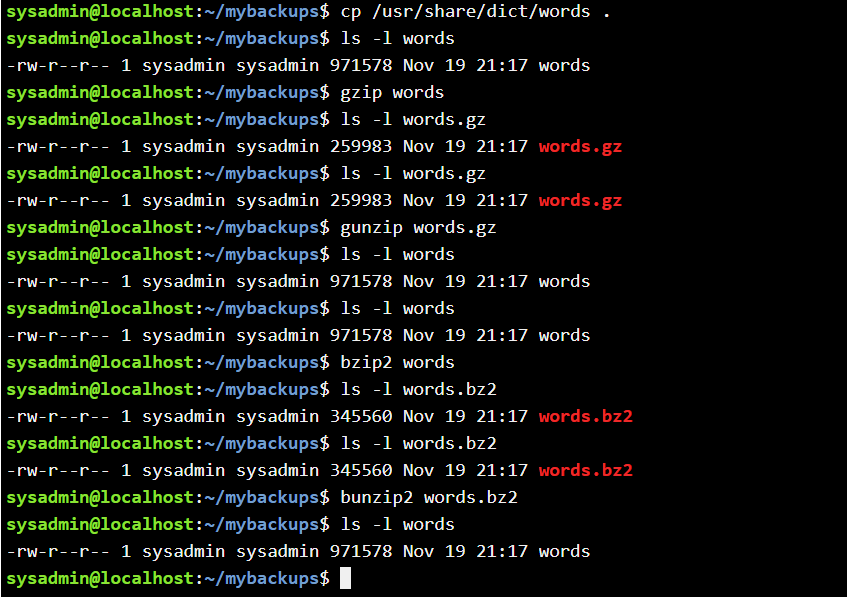 sysadmin@localhost:~/mybackups$ cp /usr/share/dict/words .
sysadmin@localhost:~/mybackups$ ls -l words
-rw-r--r-- 1 sysadmin sysadmin 971578 Nov 19 21:17 words
sysadmin@localhost:~/mybackups$ gzip words
sysadmin@localhost:~/mybackups$ ls -l words.gz
-rw-r--r-- 1 sysadmin sysadmin 259983 Nov 19 21:17 words.gz
sysadmin@localhost:~/mybackups$ ls -l words.gz
-rw-r--r-- 1 sysadmin sysadmin 259983 Nov 19 21:17 words.gz
sysadmin@localhost:~/mybackups$ gunzip words.gz
sysadmin@localhost:~/mybackups$ ls -l words
-rw-r--r-- 1 sysadmin sysadmin 971578 Nov 19 21:17 words
sysadmin@localhost:~/mybackups$ ls -l words
-rw-r--r-- 1 sysadmin sysadmin 971578 Nov 19 21:17 words
sysadmin@localhost:~/mybackups$ bzip2 words
sysadmin@localhost:~/mybackups$ ls -l words.bz2
-rw-r--r-- 1 sysadmin sysadmin 345560 Nov 19 21:17 words.bz2
sysadmin@localhost:~/mybackups$ ls -l words.bz2
-rw-r--r-- 1 sysadmin sysadmin 345560 Nov 19 21:17 words.bz2
sysadmin@localhost:~/mybackups$ bunzip2 words.bz2
sysadmin@localhost:~/mybackups$ ls -l words
-rw-r--r-- 1 sysadmin sysadmin 971578 Nov 19 21:17 words
sysadmin@localhost:~/mybackups$